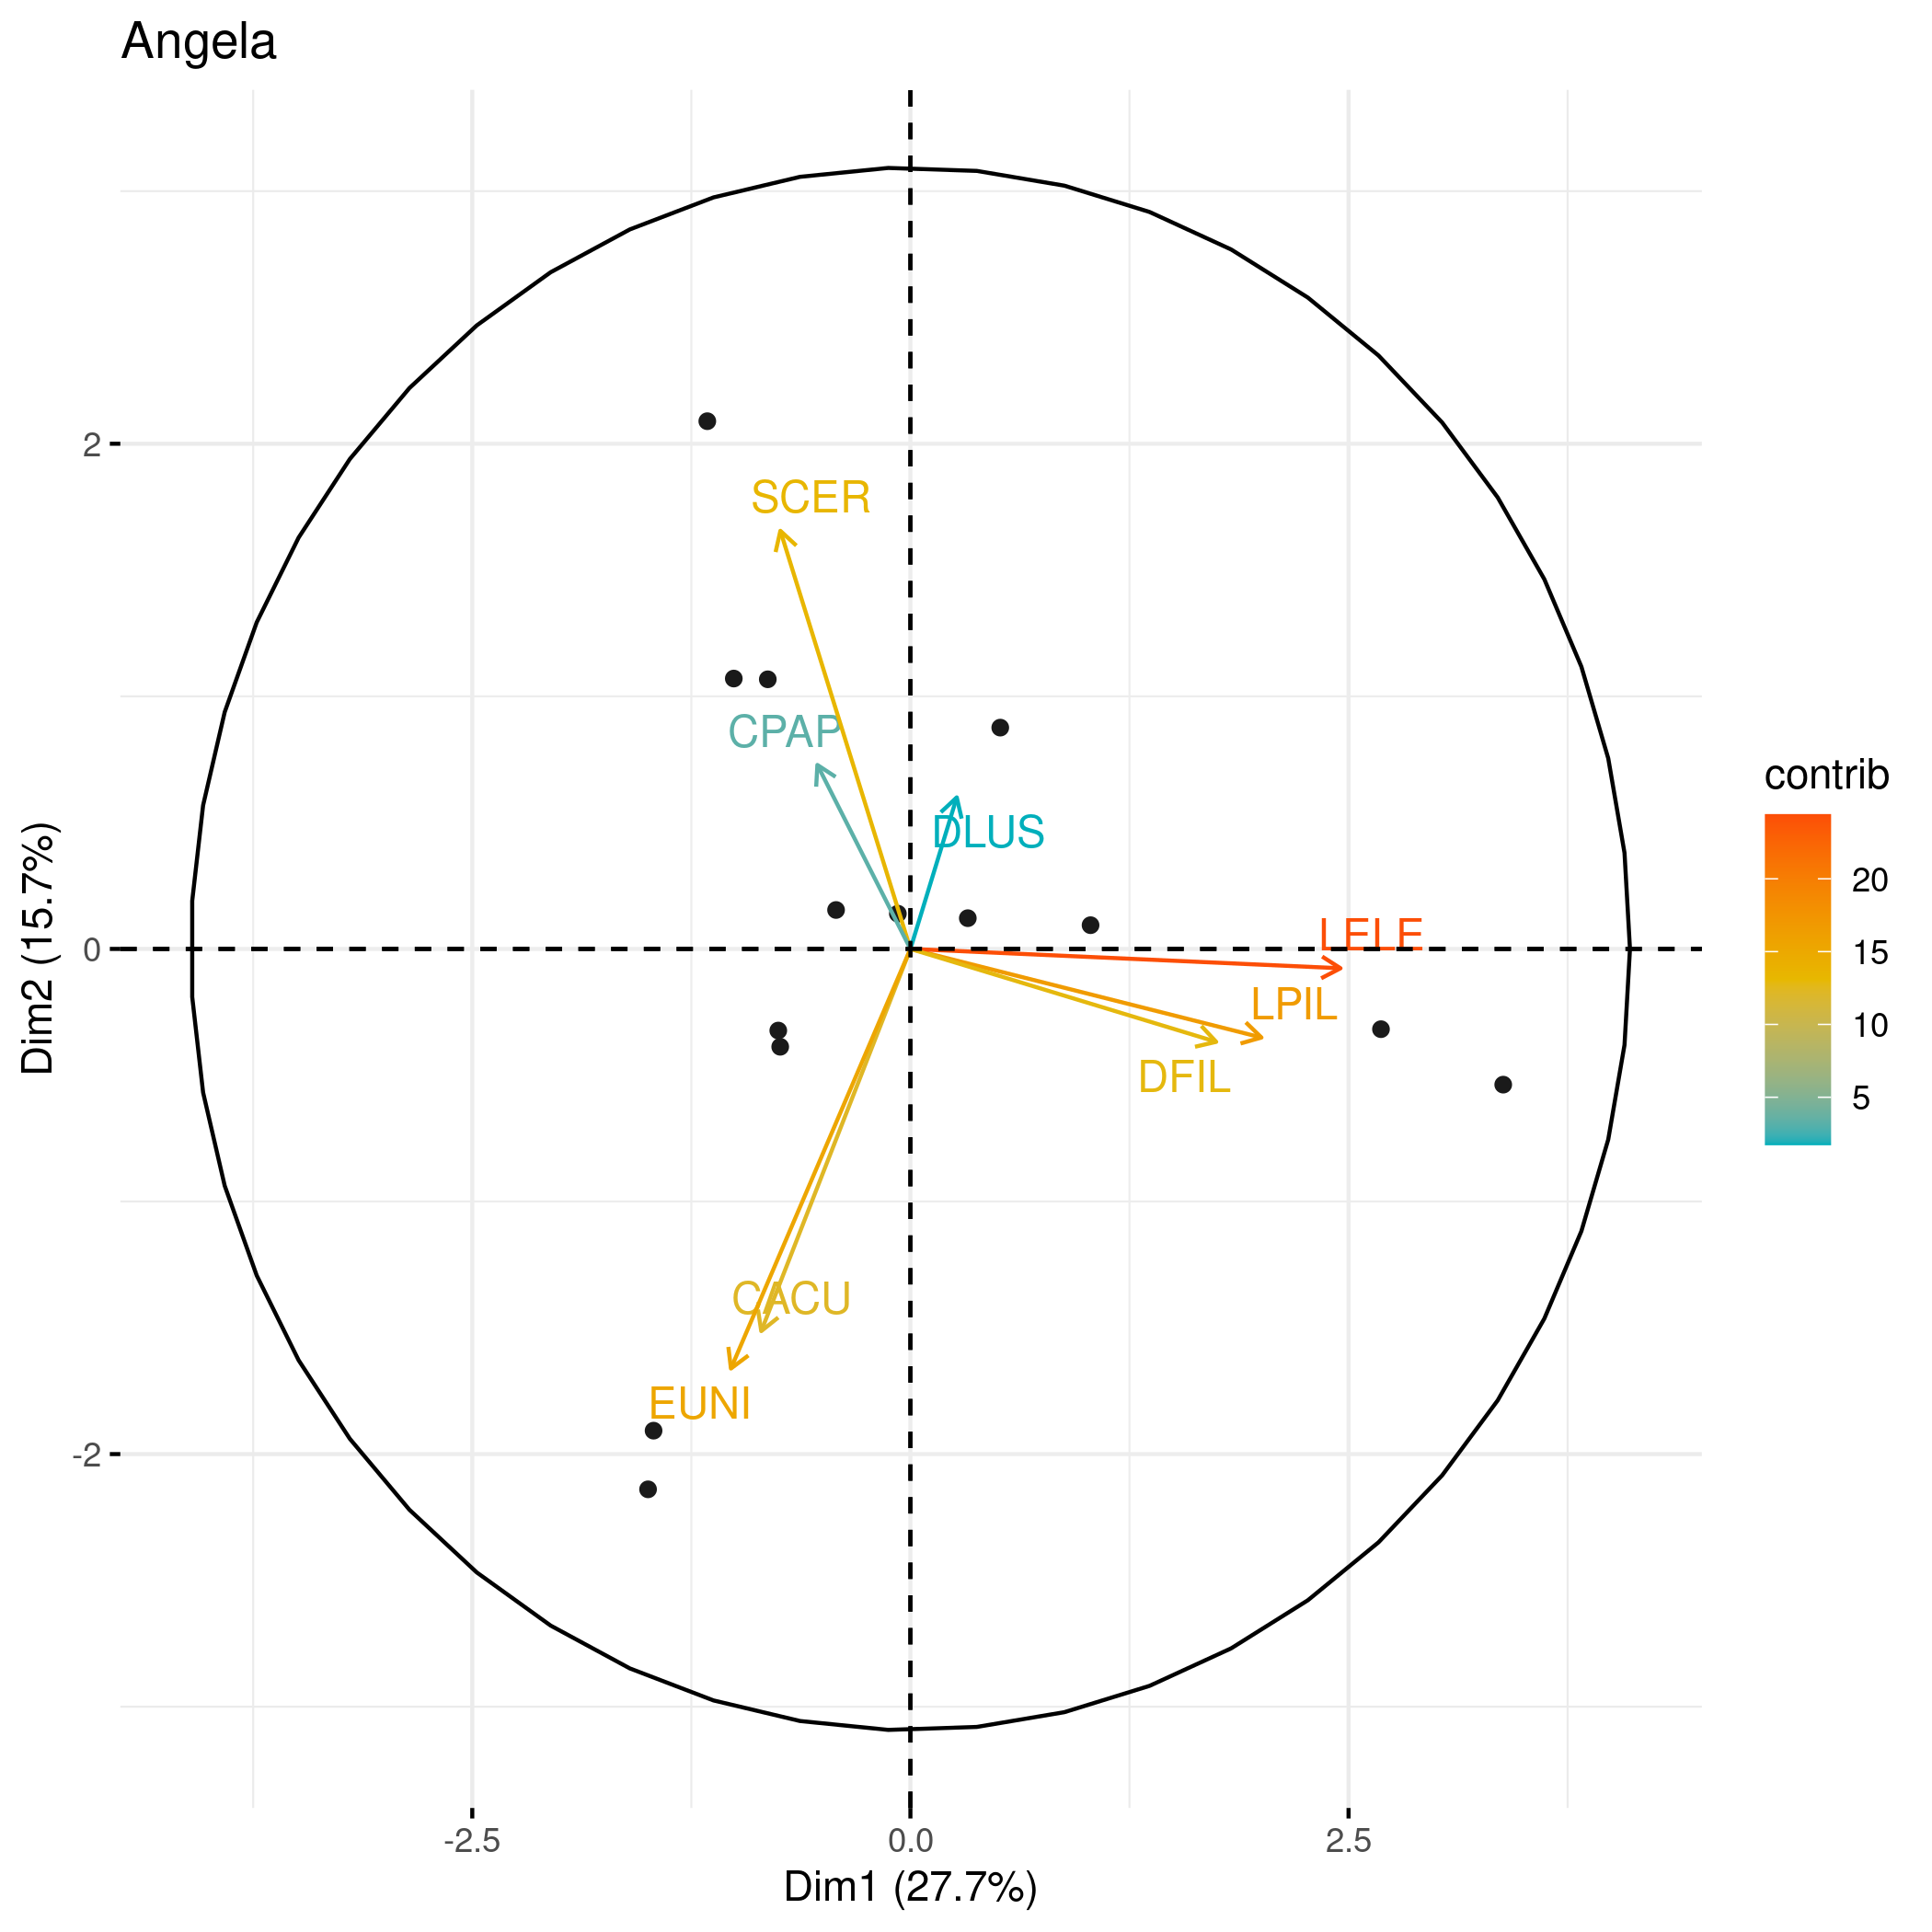 Angela
SCER
CPAP
DLUS
LELE
LPIL
DFIL
CACU
EUNI
2
0
-2
-2.5
0.0
2.5
Dim1 (27.7%)
Dim2 (15.7%)
contrib
20
15
10
5